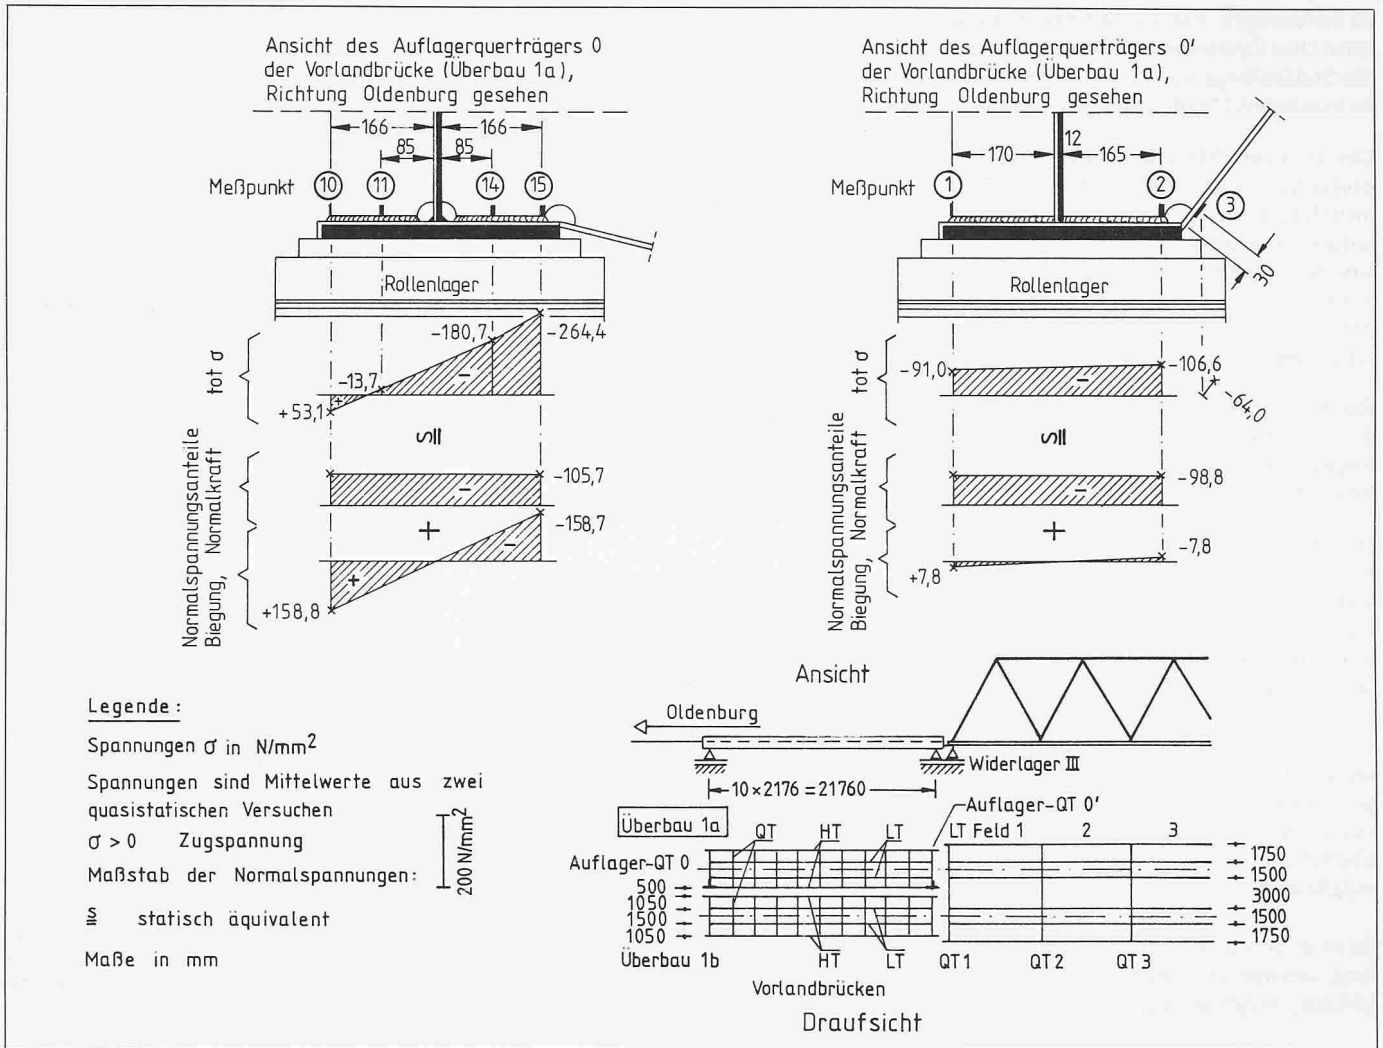 Ansicht des Auflagerquerträgers 0
der Vorlandbrücke (Überbau 1a),
Richtung Oldenburg gesehen
166
166
85
85
Meßpunkt
10
11
14
15
Rollenlager
tot σ
-180,7
-264,4
-13,7
+
-
+53,1
≙
Normalspannungsanteile
Biegung, Normalkraft
-
-105,7
+
-158,7
-
+
+158,8
Ansicht des Auflagerquerträgers 0'
der Vorlandbrücke (Überbau 1a),
Richtung Oldenburg gesehen
12
170
165
Meßpunkt
1
2
3
30
Rollenlager
tot σ
-91,0
-
-106,6
-64,0
Normalspannungsanteile
Biegung, Normalkraft
-
-98,8
+
-7,8
+7,8
Legende:
Spannungen σ in N/mm²
Spannungen sind Mittelwerte aus zwei
quasistatischen Versuchen
σ > 0 Zugspannung
Maßstab der Normalspannungen:
200 N/mm²
s statisch äquivalent
Maße in mm
Ansicht
Oldenburg
Widerlager III
10×2176 = 21760
Auflager-QT 0'
Überbau 1a
QT
HT
LT
LT Feld 1
2
3
Auflager-QT 0
500
1050
1500
1050
1750
1500
3000
1500
1750
Überbau 1b
HT
LT
QT1
QT2
QT3
Vorlandbrücken
Draufsicht